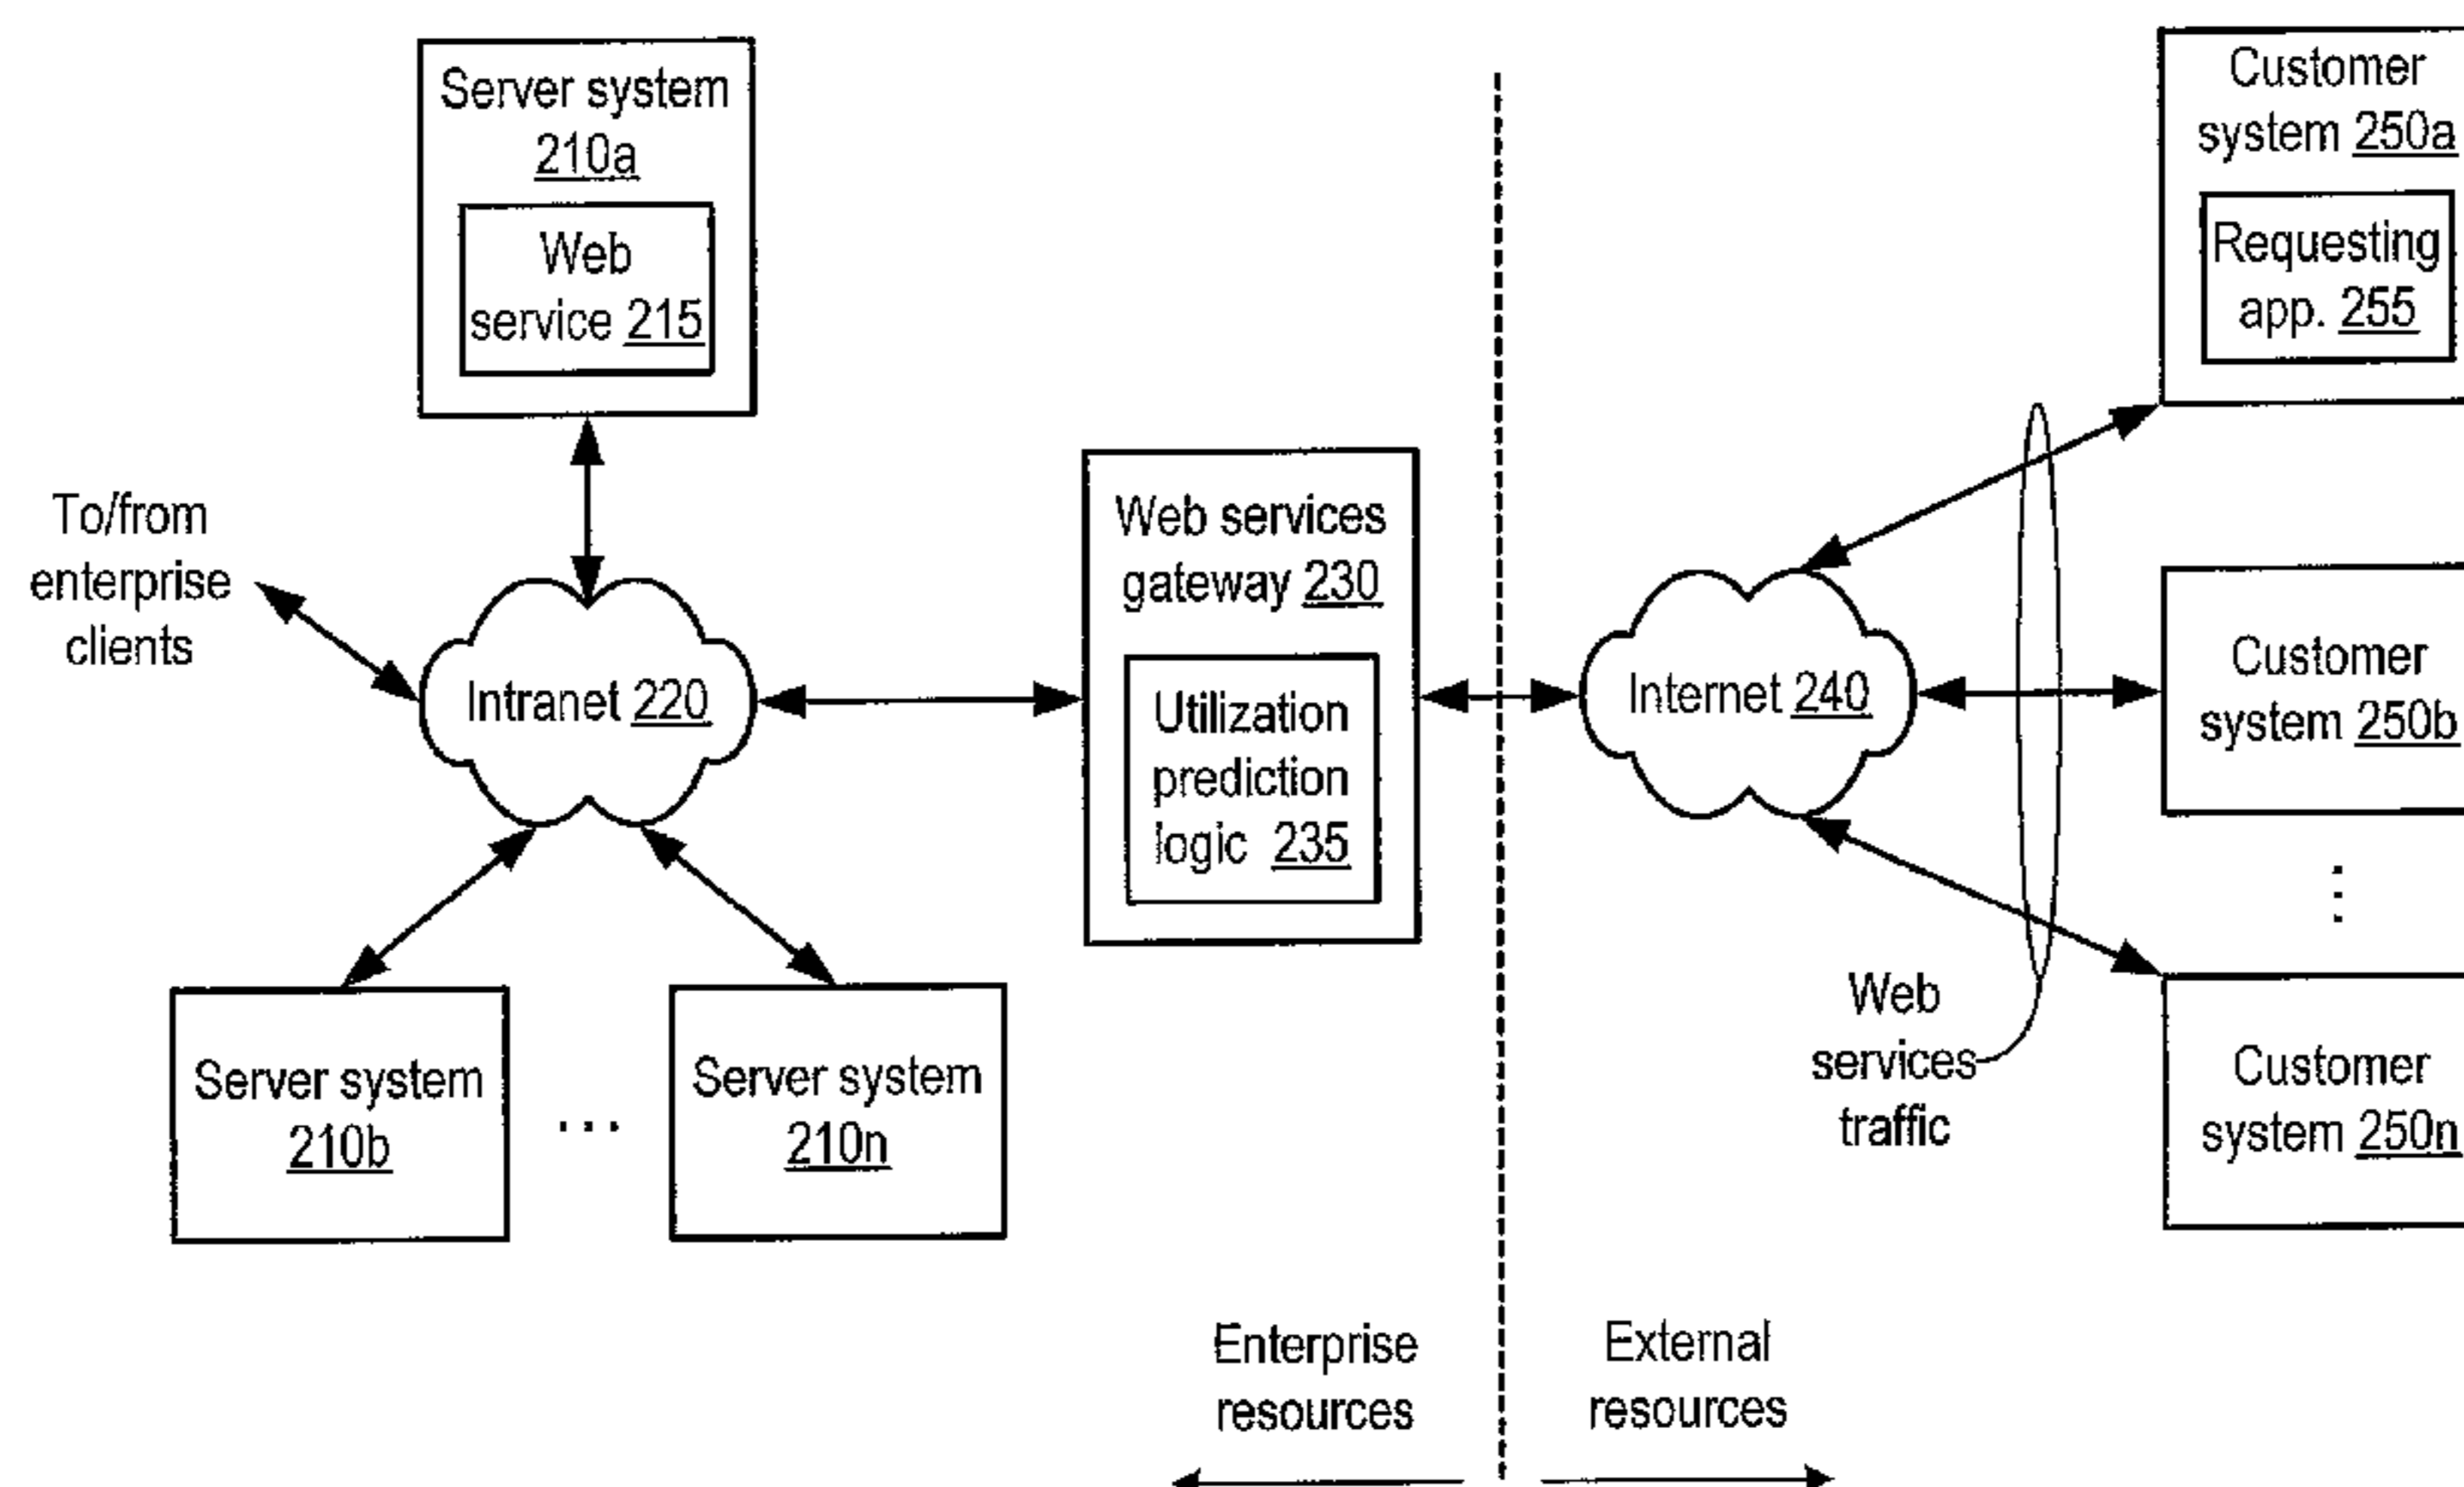 Server system
210a
Web
service 215
To/from
enterprise
clients
Intranet 220
Server system
210b
...
Server system
210n
Web services
gateway 230
Utilization
prediction
logic 235
Internet 240
Customer
system 250a
Requesting
app. 255
Customer
system 250b
Customer
system 250n
Web
services
traffic
Enterprise
resources
External
resources